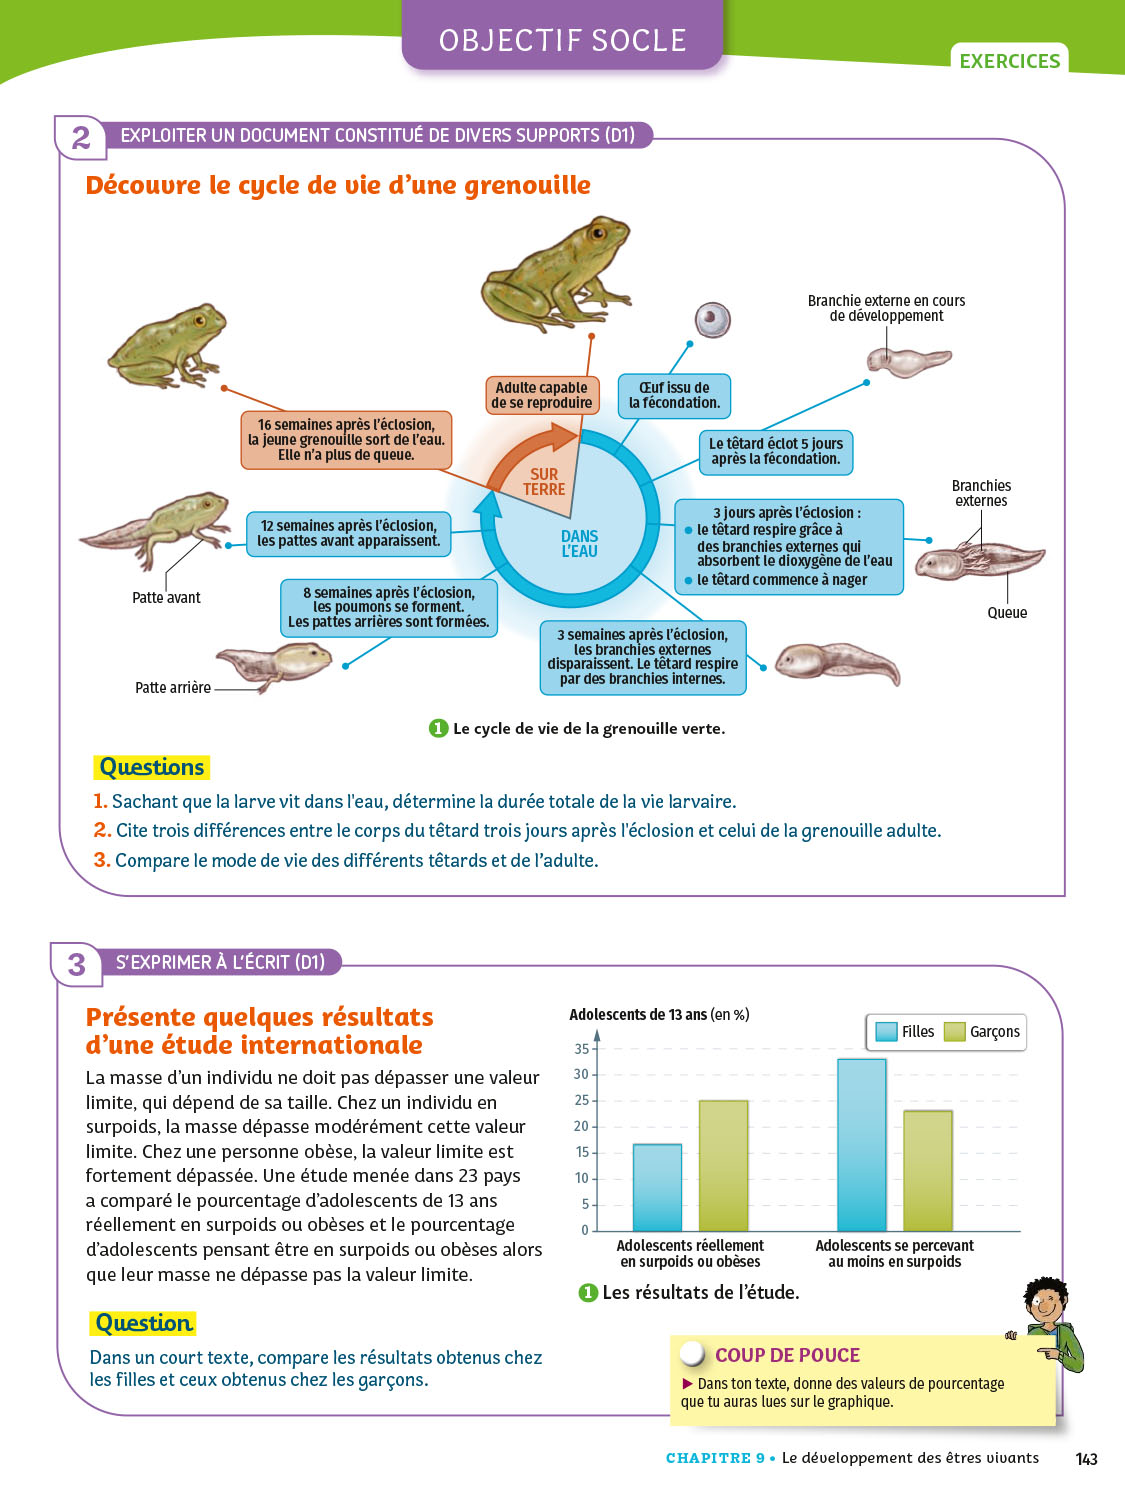 OBJECTIF SOCLE
EXERCICES
2
EXPLOITER UN DOCUMENT CONSTITUÉ DE DIVERS SUPPORTS (D1)
Découvre le cycle de vie d’une grenouille
Branchie externe en cours
de développement
Adulte capable
de se reproduire
Œuf issu de
la fécondation.
16 semaines après l’éclosion,
la jeune grenouille sort de l’eau.
Elle n’a plus de queue.
Le têtard éclot 5 jours
après la fécondation.
SUR
TERRE
DANS
L’EAU
Branchies
externes
3 jours après l’éclosion :
• le têtard respire grâce à
des branchies externes qui
absorbent le dioxygène de l’eau
• le têtard commence à nager
Queue
12 semaines après l’éclosion,
les pattes avant apparaissent.
Patte avant
8 semaines après l’éclosion,
les poumons se forment.
Les pattes arrières sont formées.
3 semaines après l’éclosion,
les branchies externes
disparaissent. Le têtard respire
par des branchies internes.
Patte arrière
1 Le cycle de vie de la grenouille verte.
Questions
1. Sachant que la larve vit dans l'eau, détermine la durée totale de la vie larvaire.
2. Cite trois différences entre le corps du têtard trois jours après l'éclosion et celui de la grenouille adulte.
3. Compare le mode de vie des différents têtards et de l’adulte.
3
S’EXPRIMER À L’ÉCRIT (D1)
Présente quelques résultats
d’une étude internationale
La masse d’un individu ne doit pas dépasser une valeur
limite, qui dépend de sa taille. Chez un individu en
surpoids, la masse dépasse modérément cette valeur
limite. Chez une personne obèse, la valeur limite est
fortement dépassée. Une étude menée dans 23 pays
a comparé le pourcentage d’adolescents de 13 ans
réellement en surpoids ou obèses et le pourcentage
d’adolescents pensant être en surpoids ou obèses alors
que leur masse ne dépasse pas la valeur limite.
Question
Dans un court texte, compare les résultats obtenus chez
les filles et ceux obtenus chez les garçons.
Adolescents de 13 ans (en %)
Filles
Garçons
35
30
25
20
15
10
5
0
Adolescents réellement
en surpoids ou obèses
Adolescents se percevant
au moins en surpoids
1 Les résultats de l’étude.
COUP DE POUCE
► Dans ton texte, donne des valeurs de pourcentage
que tu auras lues sur le graphique.
CHAPITRE 9 • Le développement des êtres vivants
143